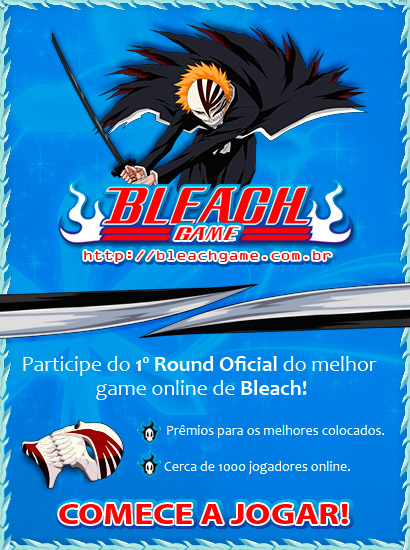 BLEACH
GAME
http://bleachgame.com.br
Participe do 1º Round Oficial do melhor
game online de Bleach!
Prêmios para os melhores colocados.
Cerca de 1000 jogadores online.
COMECE A JOGAR!